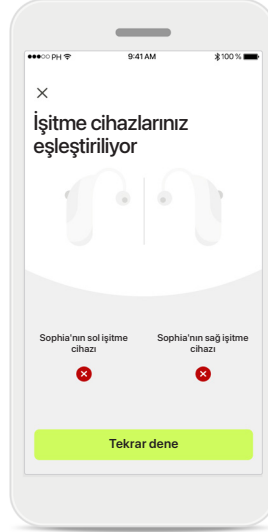 PH
9:41 AM
100 %
İşitme cihazlarınız
eşleştiriliyor
Sophia'nın sol işitme
cihazı
Sophia'nın sağ işitme
cihazı
Tekrar dene